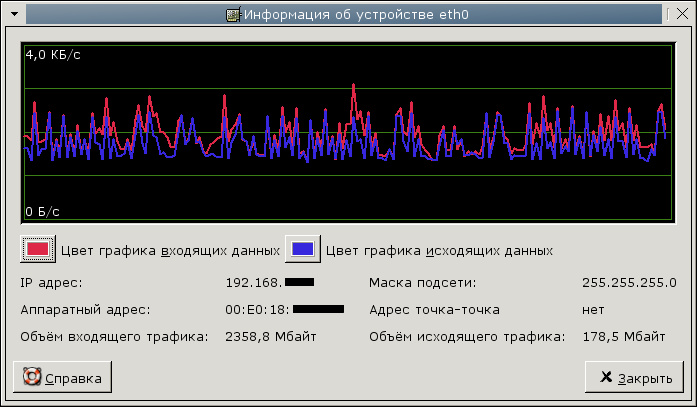 Информация об устройстве eth0
4,0 КБ/с
0 Б/с
Цвет графика входящих данных Цвет графика исходящих данных
IP адрес: 192.168. Маска подсети: 255.255.255.0
Аппаратный адрес: 00:E0:18: Адрес точка-точка нет
Объём входящего трафика: 2358,8 Мбайт Объём исходящего трафика: 178,5 Мбайт
Справка Закрыть